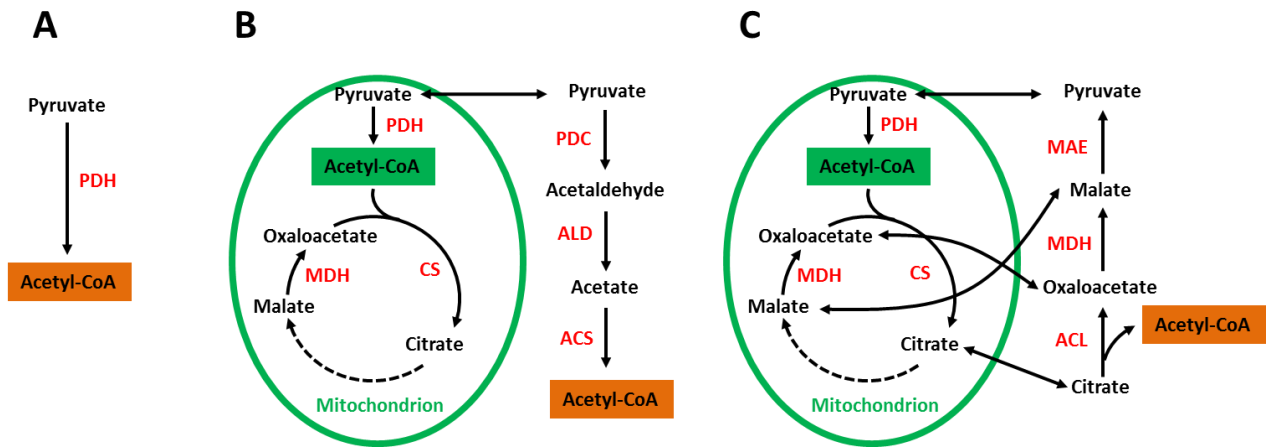 A
Pyruvate
PDH
Acetyl-CoA
B
Pyruvate
PDH
Acetyl-CoA
Oxaloacetate
MDH
CS
Malate
Citrate
Mitochondrion
Pyruvate
PDC
Acetaldehyde
ALD
Acetate
ACS
Acetyl-CoA
C
Pyruvate
PDH
Acetyl-CoA
Oxaloacetate
MDH
CS
Malate
Citrate
Mitochondrion
Pyruvate
MAE
Malate
MDH
Oxaloacetate
ACL
Acetyl-CoA
Citrate